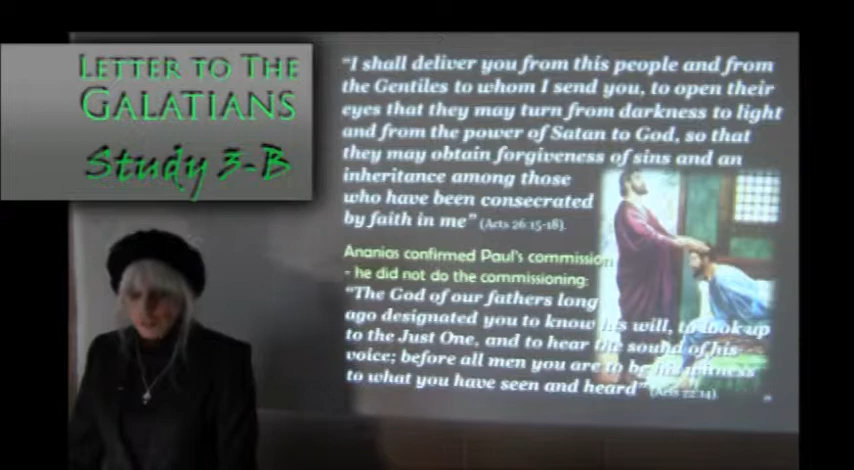 LETTER TO THE
GALATIANS
Study 3-B
"I shall deliver you from this people and from
the Gentiles to whom I send you, to open their
eyes that they may turn from darkness to light
and from the power of Satan to God, so that
they may obtain forgiveness of sins and an
inheritance among those
who have been consecrated
by faith in me" (Acts 26:15-18).
Ananias confirmed Paul's commission
- he did not do the commissioning:
"The God of our fathers long
ago designated you to know his will, to look up
to the Just One, and to hear the sound of his
voice; before all men you are to be his witness
to what you have seen and heard" (Acts 22:14).